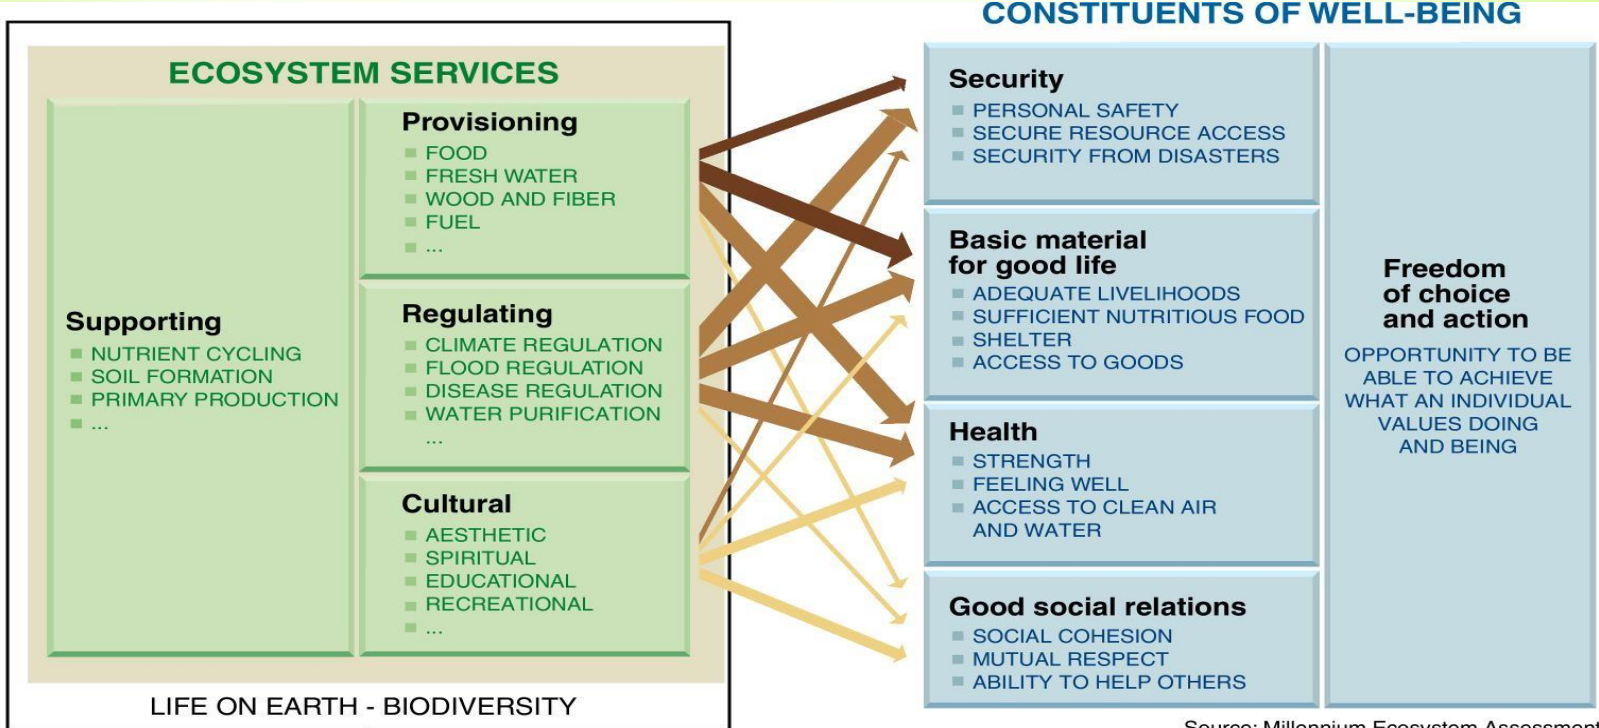 CONSTITUENTS OF WELL-BEING
ECOSYSTEM SERVICES
Supporting
NUTRIENT CYCLING
SOIL FORMATION
PRIMARY PRODUCTION
...
Provisioning
FOOD
FRESH WATER
WOOD AND FIBER
FUEL
...
Regulating
CLIMATE REGULATION
FLOOD REGULATION
DISEASE REGULATION
WATER PURIFICATION
...
Cultural
AESTHETIC
SPIRITUAL
EDUCATIONAL
RECREATIONAL
...
LIFE ON EARTH - BIODIVERSITY
Security
PERSONAL SAFETY
SECURE RESOURCE ACCESS
SECURITY FROM DISASTERS
Basic material
for good life
ADEQUATE LIVELIHOODS
SUFFICIENT NUTRITIOUS FOOD
SHELTER
ACCESS TO GOODS
Health
STRENGTH
FEELING WELL
ACCESS TO CLEAN AIR
AND WATER
Good social relations
SOCIAL COHESION
MUTUAL RESPECT
ABILITY TO HELP OTHERS
Freedom
of choice
and action
OPPORTUNITY TO BE
ABLE TO ACHIEVE
WHAT AN INDIVIDUAL
VALUES DOING
AND BEING
Source: Millennium Ecosystem Assessment